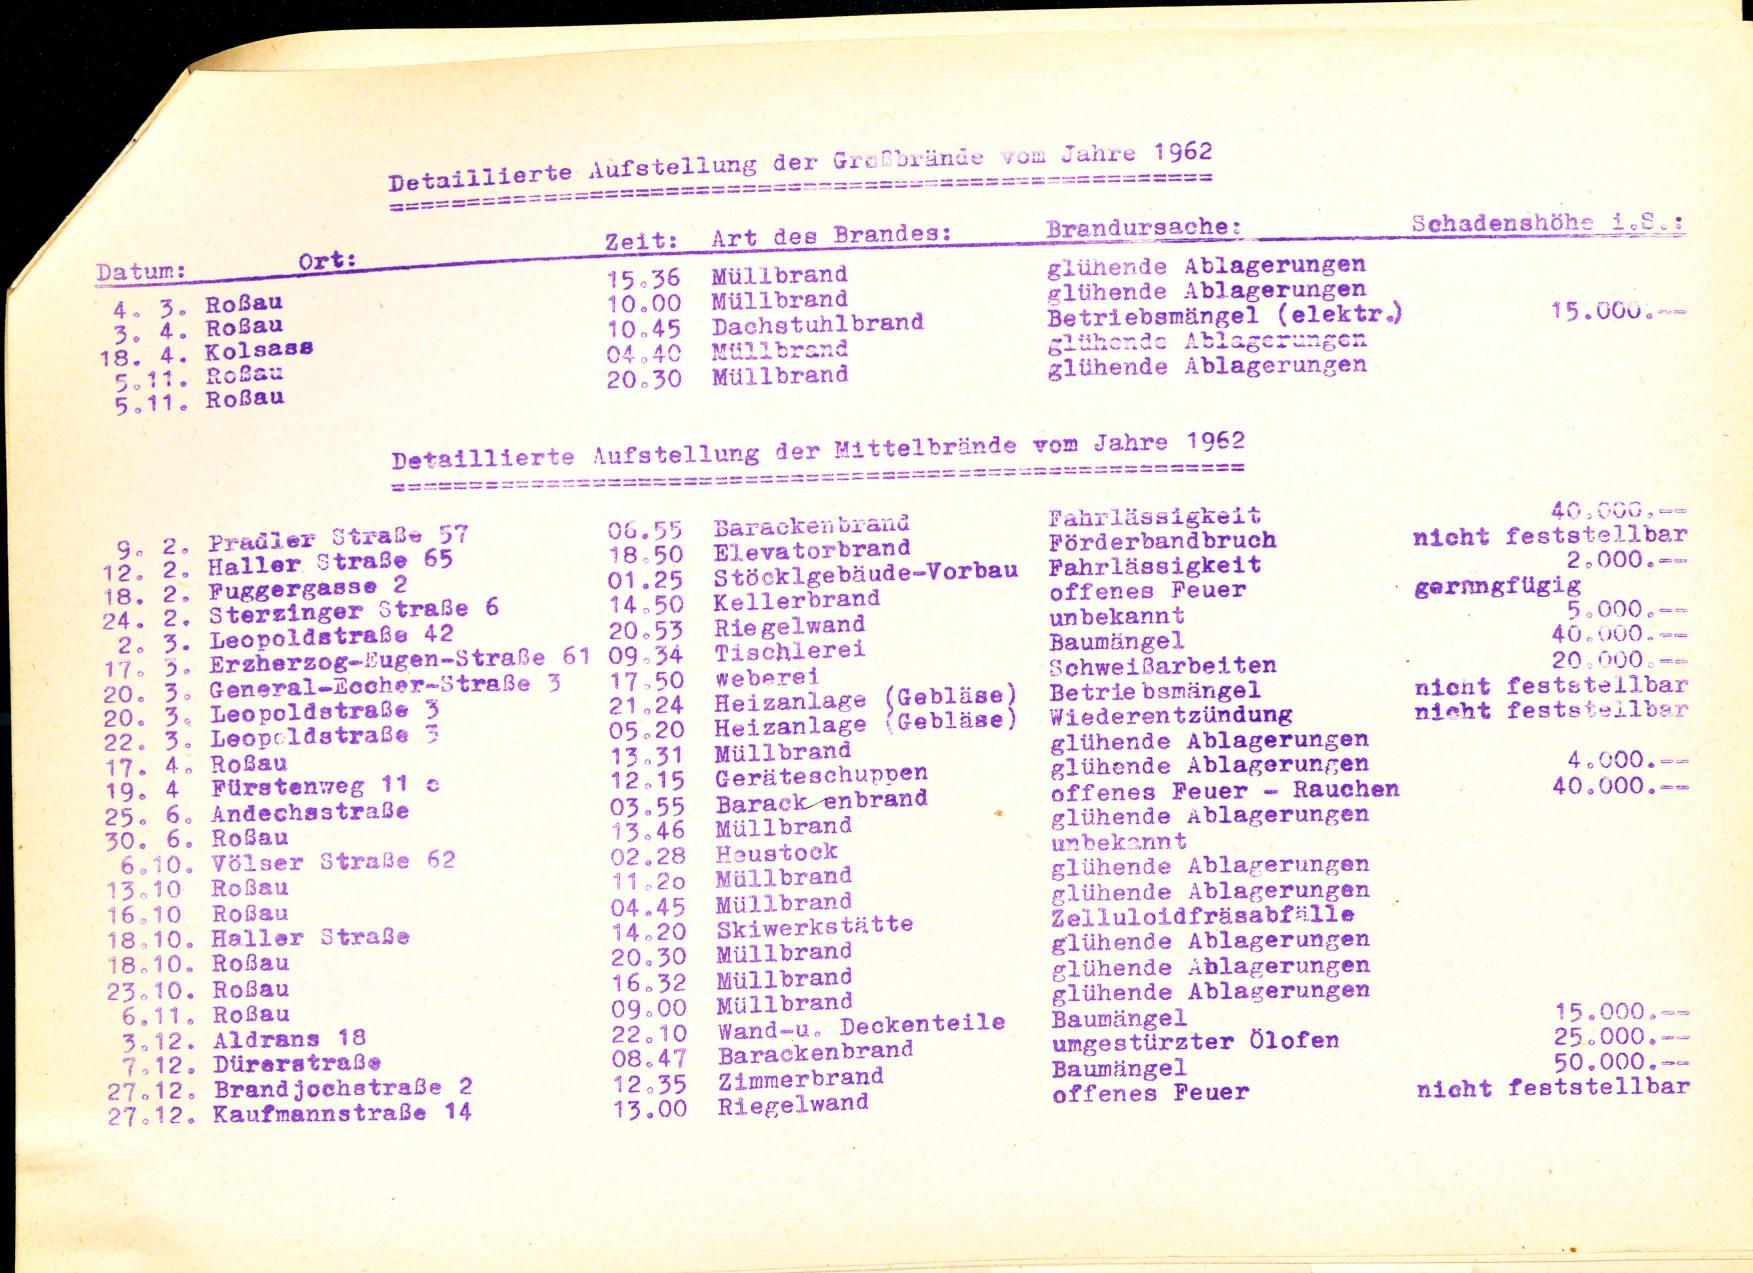 Detaillierte Aufstellung der Großbrände vom Jahre 1962
Datum: Ort: Zeit: Art des Brandes: Brandursache: Schadenshöhe i.S.:
4. 3. Roßau 15.36 Müllbrand glühende Ablagerungen
3. 4. Roßau 10.00 Müllbrand glühende Ablagerungen
18. 4. Kolsass 10.45 Dachstuhlbrand Betriebsmängel (elektr.) 15.000.--
5.11. Roßau 04.40 Müllbrand glühende Ablagerungen
5.11. Roßau 20.30 Müllbrand glühende Ablagerungen
Detaillierte Aufstellung der Mittelbrände vom Jahre 1962
9. 2. Pradler Straße 57 06.55 Barackenbrand Fahrlässigkeit 40.000.--
12. 2. Haller Straße 65 18.50 Elevatorbrand Förderbandbruch nicht feststellbar
18. 2. Fuggergasse 2 01.25 Stöcklgebäude-Vorbau Fahrlässigkeit 2.000.--
24. 2. Sterzinger Straße 6 14.50 Kellerbrand offenes Feuer gernngfügig
2. 3. Leopoldstraße 42 20.53 Riegelwand unbekannt 5.000.--
17. 3. Erzherzog-Eugen-Straße 61 09.34 Tischlerei Baumängel 40.000.--
20. 3. General-Eccher-Straße 3 17.50 weberei Schweißarbeiten 20.000.--
20. 3. Leopoldstraße 3 21.24 Heizanlage (Gebläse) Betriebsmängel nicht feststellbar
22. 3. Leopoldstraße 3 05.20 Heizanlage (Gebläse) Wiederentzündung nicht feststellbar
17. 4. Roßau 13.31 Müllbrand glühende Ablagerungen
19. 4 Fürstenweg 11 c 12.15 Geräteschuppen glühende Ablagerungen 4.000.--
25. 6. Andechsstraße 03.55 Barackenbrand offenes Feuer - Rauchen 40.000.--
30. 6. Roßau 13.46 Müllbrand glühende Ablagerungen
6.10. Völser Straße 62 02.28 Heustock unbekannt
13.10 Roßau 11.2o Müllbrand glühende Ablagerungen
16.10 Roßau 04.45 Müllbrand glühende Ablagerungen
18.10. Haller Straße 14.20 Skiwerkstätte Zelluloidfräsabfälle
18.10. Roßau 20.30 Müllbrand glühende Ablagerungen
23.10. Roßau 16.32 Müllbrand glühende Ablagerungen
6.11. Roßau 09.00 Müllbrand glühende Ablagerungen
3.12. Aldrans 18 22.10 Wand-u. Deckenteile Baumängel 15.000.--
7.12. Dürerstraße 08.47 Barackenbrand umgestürzter Ölofen 25.000.--
27.12. Brandjochstraße 2 12.35 Zimmerbrand Baumängel 50.000.--
27.12. Kaufmannstraße 14 13.00 Riegelwand offenes Feuer nicht feststellbar